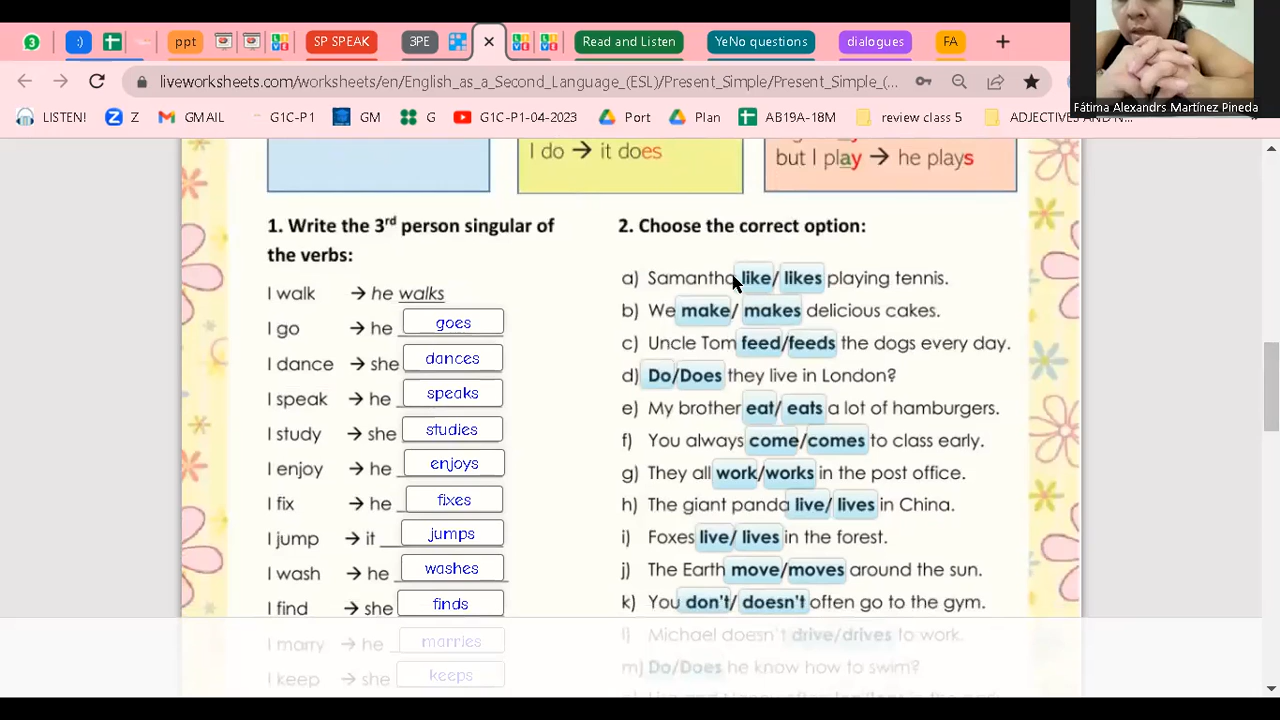 3
:)
ppt
SP SPEAK
3PE
Read and Listen
YeNo questions
dialogues
FA
liveworksheets.com/worksheets/en/English_as_a_Second_Language_(ESL)/Present_Simple/Present_Simple_(...
Fátima Alexandrs Martínez Pineda
LISTEN!
Z
GMAIL
G1C-P1
GM
G
G1C-P1-04-2023
Port
Plan
AB19A-18M
review class 5
I do → it does
but I play → he plays
1. Write the 3rd person singular of
the verbs:
I walk → he walks
I go → he goes
I dance → she dances
I speak → he speaks
I study → she studies
I enjoy → he enjoys
I fix → he fixes
I jump → it jumps
I wash → he washes
I find → she finds
I marry → he marries
I keep → she keeps
2. Choose the correct option:
a) Samantha like/ likes playing tennis.
b) We make/ makes delicious cakes.
c) Uncle Tom feed/feeds the dogs every day.
d) Do/Does they live in London?
e) My brother eat/ eats a lot of hamburgers.
f) You always come/comes to class early.
g) They all work/works in the post office.
h) The giant panda live/ lives in China.
i) Foxes live/ lives in the forest.
j) The Earth move/moves around the sun.
k) You don't/ doesn't often go to the gym.
l) Michael doesn't drive/drives to work.
m) Do/Does he know how to swim?